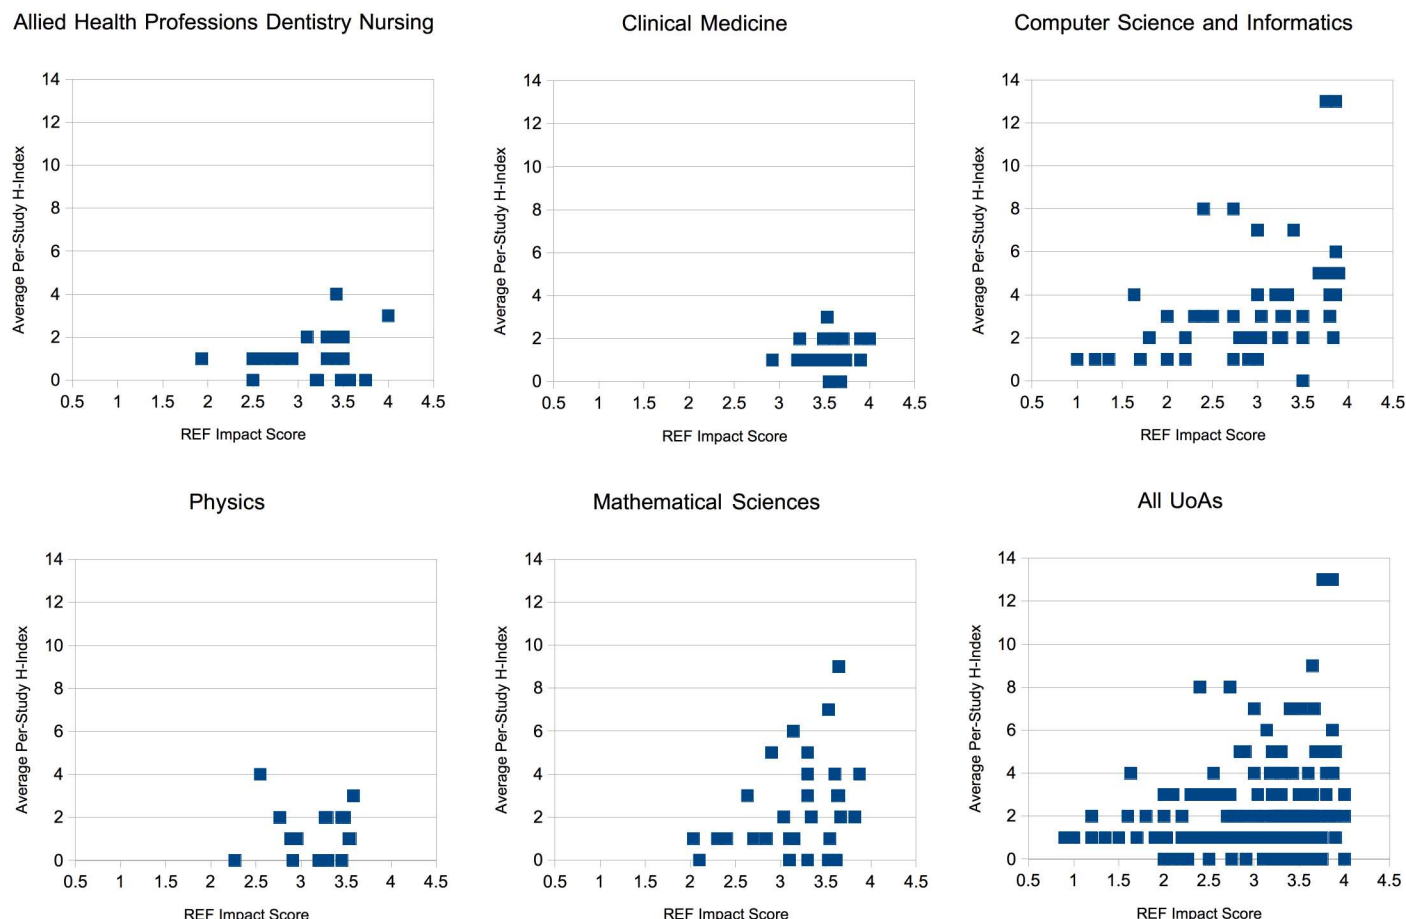 Allied Health Professions Dentistry Nursing
14
12
10
8
6
4
2
0
Average Per-Study H-Index
0.5 1 1.5 2 2.5 3 3.5 4 4.5
REF Impact Score
Clinical Medicine
14
12
10
8
6
4
2
0
Average Per-Study H-Index
0.5 1 1.5 2 2.5 3 3.5 4 4.5
REF Impact Score
Computer Science and Informatics
14
12
10
8
6
4
2
0
Average Per-Study H-Index
0.5 1 1.5 2 2.5 3 3.5 4 4.5
REF Impact Score
Physics
14
12
10
8
6
4
2
0
Average Per-Study H-Index
0.5 1 1.5 2 2.5 3 3.5 4 4.5
REF Impact Score
Mathematical Sciences
14
12
10
8
6
4
2
0
Average Per-Study H-Index
0.5 1 1.5 2 2.5 3 3.5 4 4.5
REF Impact Score
All UoAs
14
12
10
8
6
4
2
0
Average Per-Study H-Index
0.5 1 1.5 2 2.5 3 3.5 4 4.5
REF Impact Score